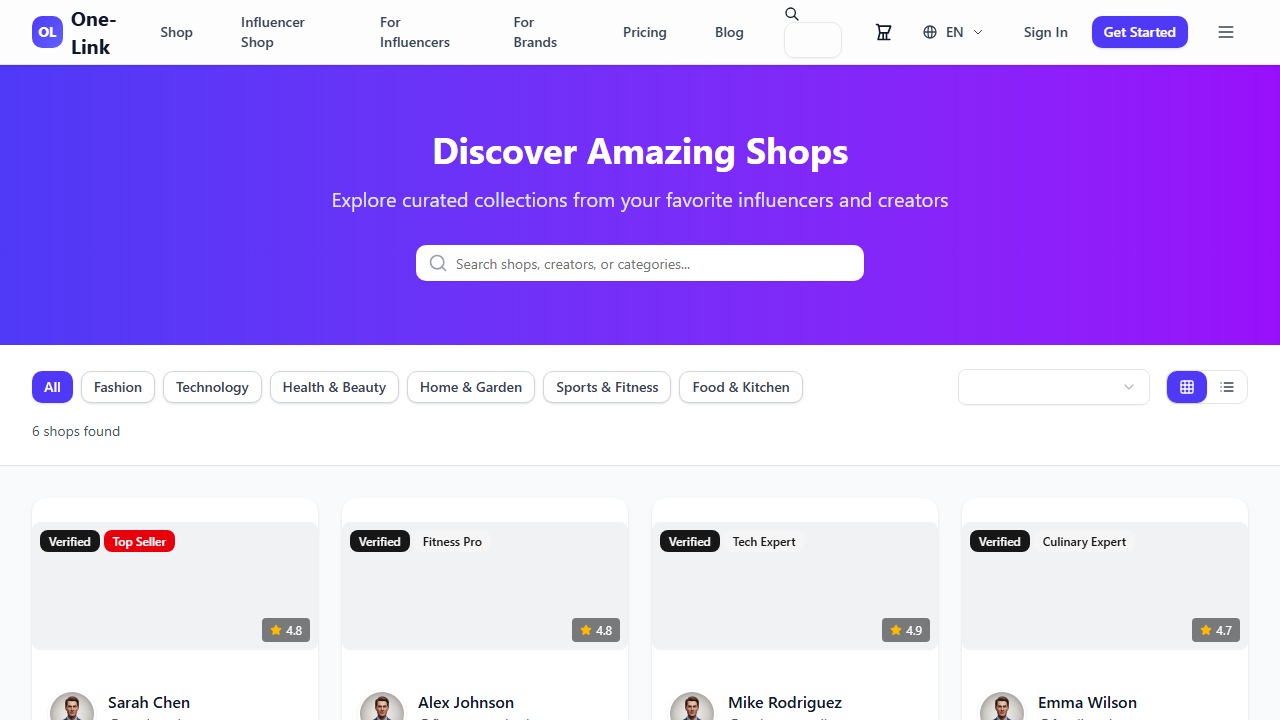 OL
One-
Link
Shop
Influencer
Shop
For
Influencers
For
Brands
Pricing
Blog
EN
Sign In
Get Started
Discover Amazing Shops
Explore curated collections from your favorite influencers and creators
Search shops, creators, or categories...
All
Fashion
Technology
Health & Beauty
Home & Garden
Sports & Fitness
Food & Kitchen
6 shops found
Verified
Top Seller
4.8
Verified
Fitness Pro
4.8
Verified
Tech Expert
4.9
Verified
Culinary Expert
4.7
Sarah Chen
Alex Johnson
Mike Rodriguez
Emma Wilson